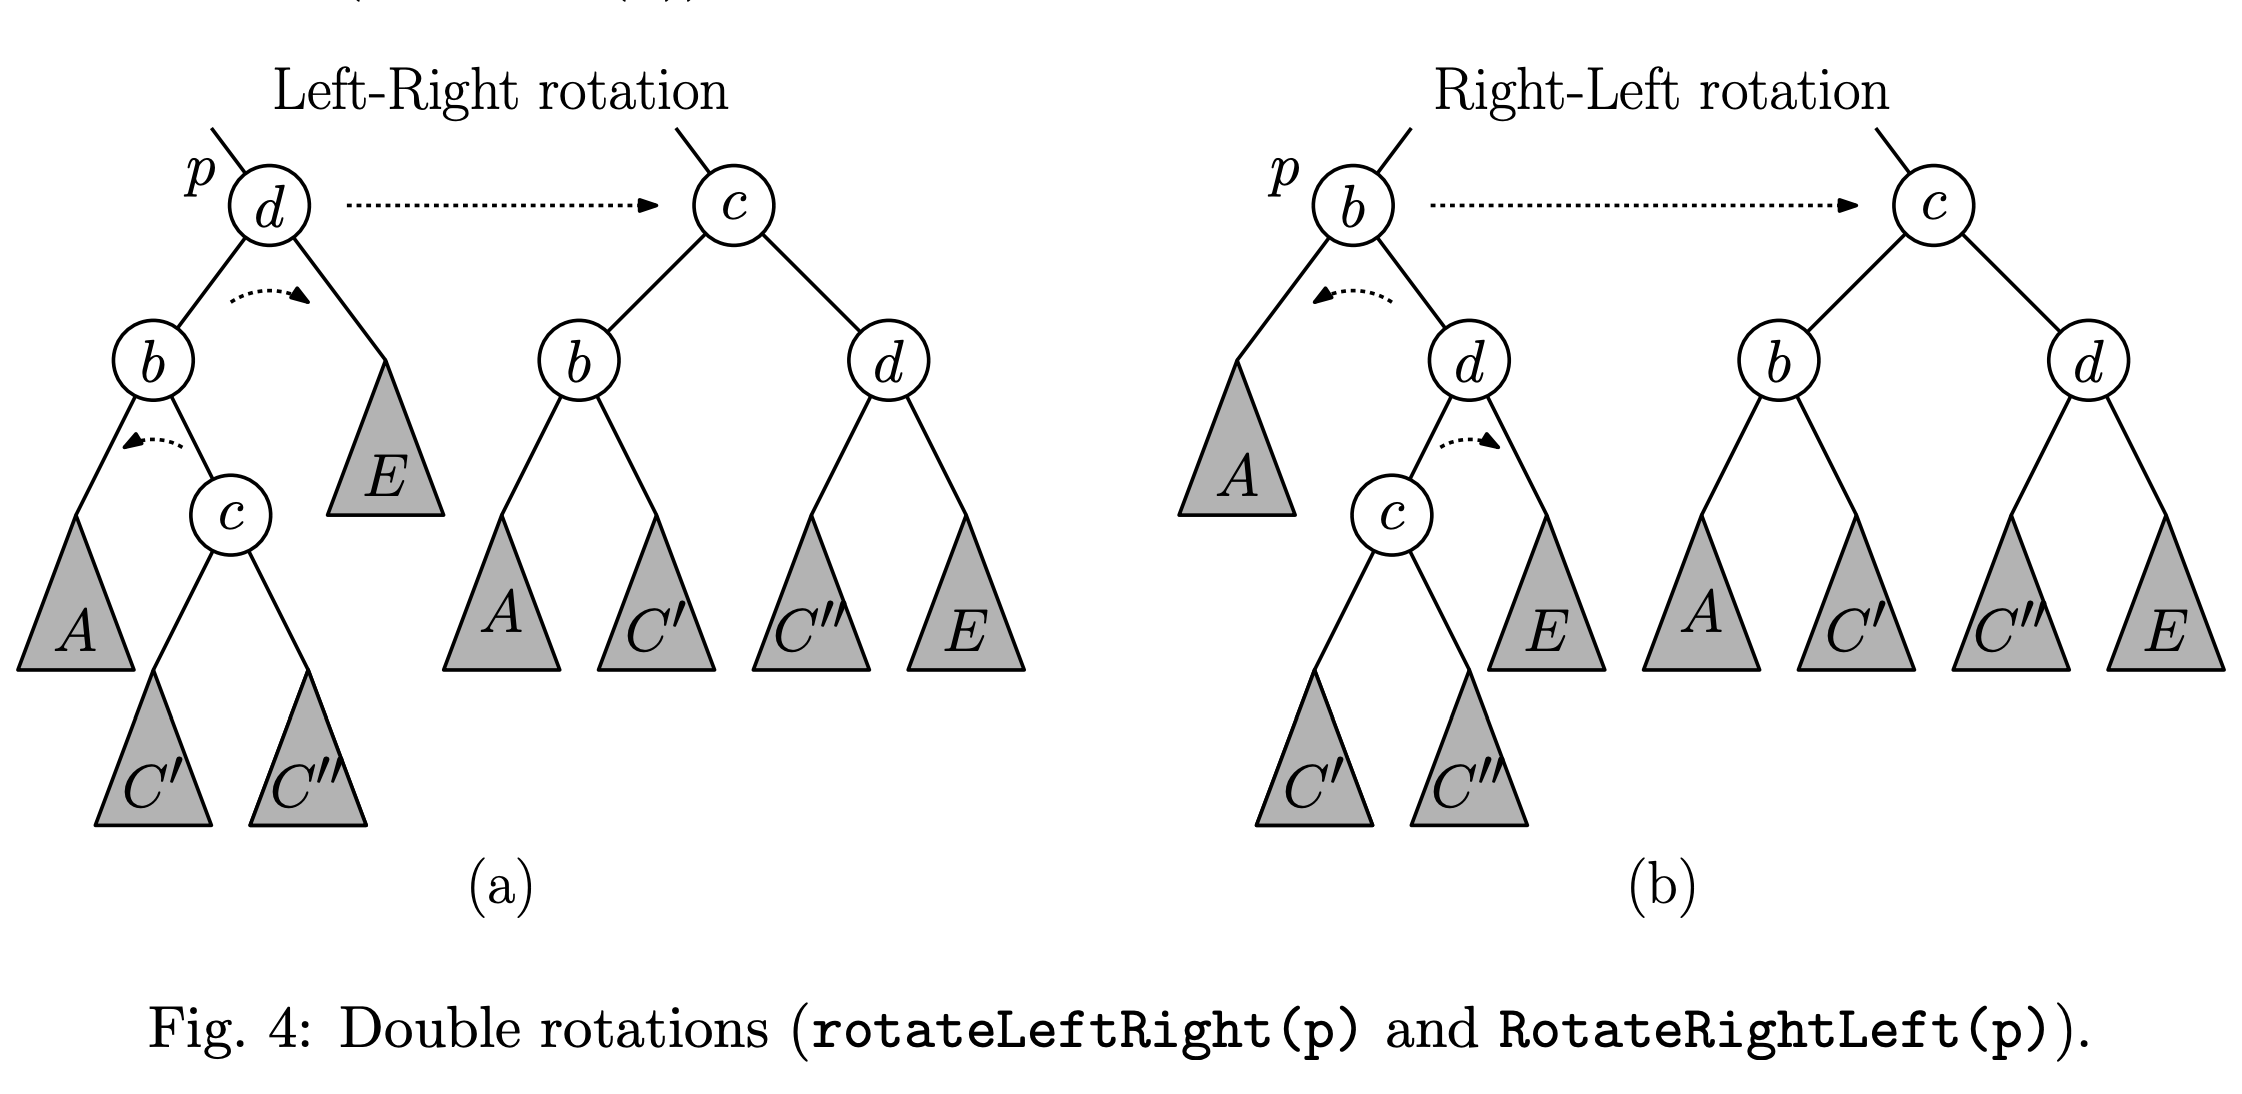 Left-Right rotation
Right-Left rotation
p
d
c
b
E
b
d
c
A
C′
C″
A
C′
C″
E
p
b
c
A
d
b
d
c
E
C′
C″
A
C′
C″
E
(a)
(b)
Fig. 4: Double rotations (rotateLeftRight(p) and RotateRightLeft(p)).